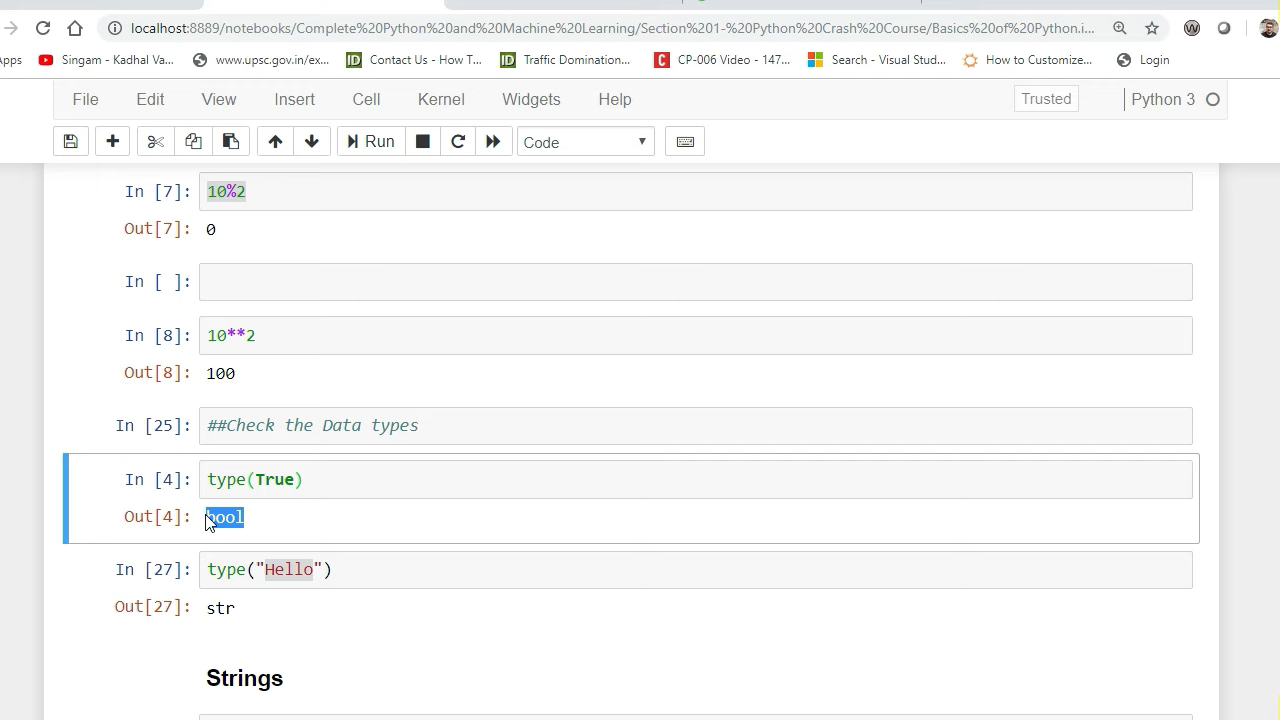 localhost:8889/notebooks/Complete%20Python%20and%20Machine%20Learning/Section%201-%20Python%20Crash%20Course/Basics%20of%20Python.i...
Apps Singam - Kadhal Va... www.upsc.gov.in/ex... ID Contact Us - How T... ID Traffic Domination... C CP-006 Video - 147... Search - Visual Stud... How to Customize... Login
File Edit View Insert Cell Kernel Widgets Help Trusted Python 3
Run Code
In [7]: 10%2
Out[7]: 0
In [ ]:
In [8]: 10**2
Out[8]: 100
In [25]: ##Check the Data types
In [4]: type(True)
Out[4]: bool
In [27]: type("Hello")
Out[27]: str
Strings